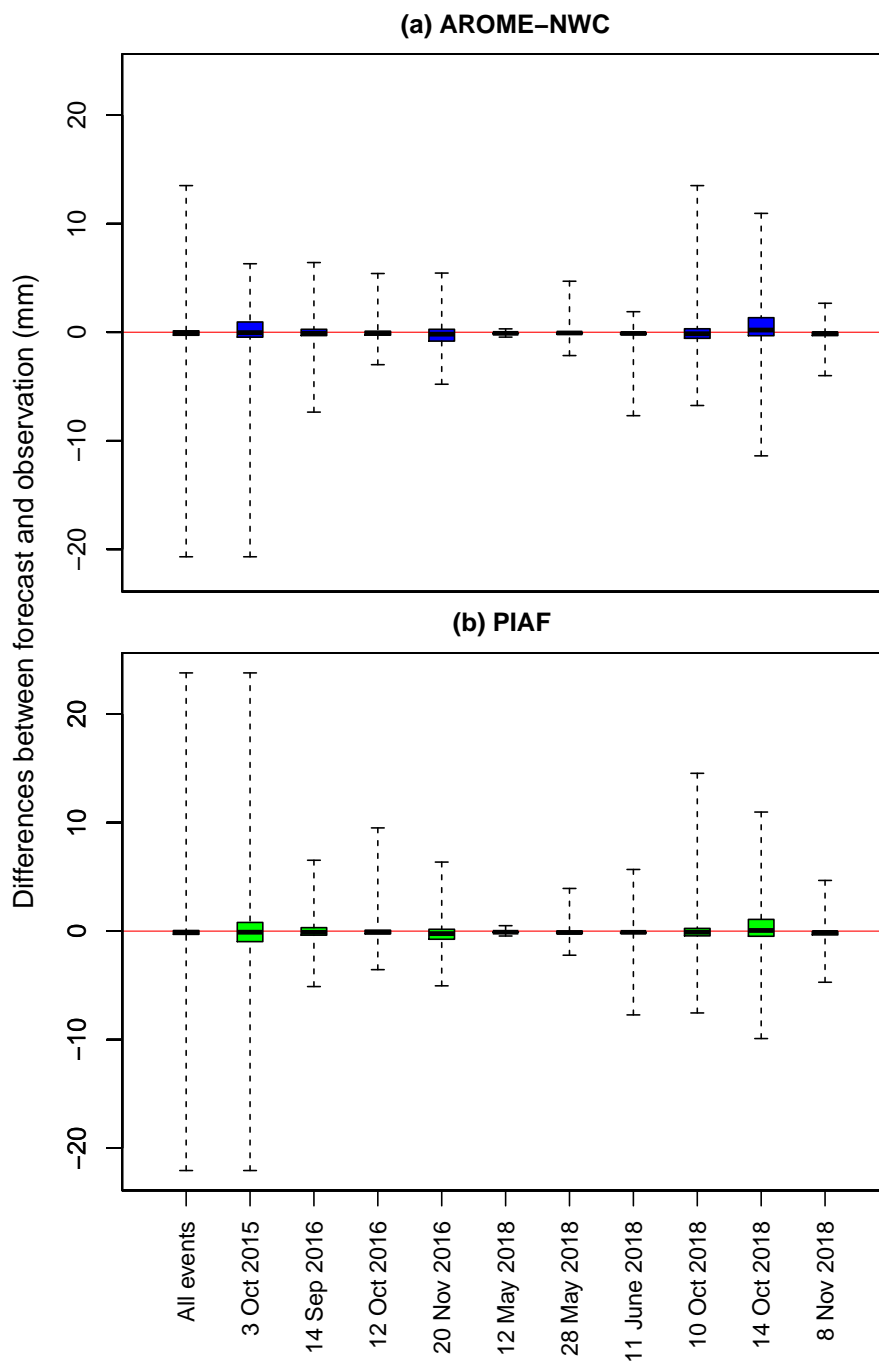 (a) AROME−NWC
20
10
0
−10
−20
Differences between forecast and observation (mm)
(b) PIAF
20
10
0
−10
−20
All events
3 Oct 2015
14 Sep 2016
12 Oct 2016
20 Nov 2016
12 May 2018
28 May 2018
11 June 2018
10 Oct 2018
14 Oct 2018
8 Nov 2018